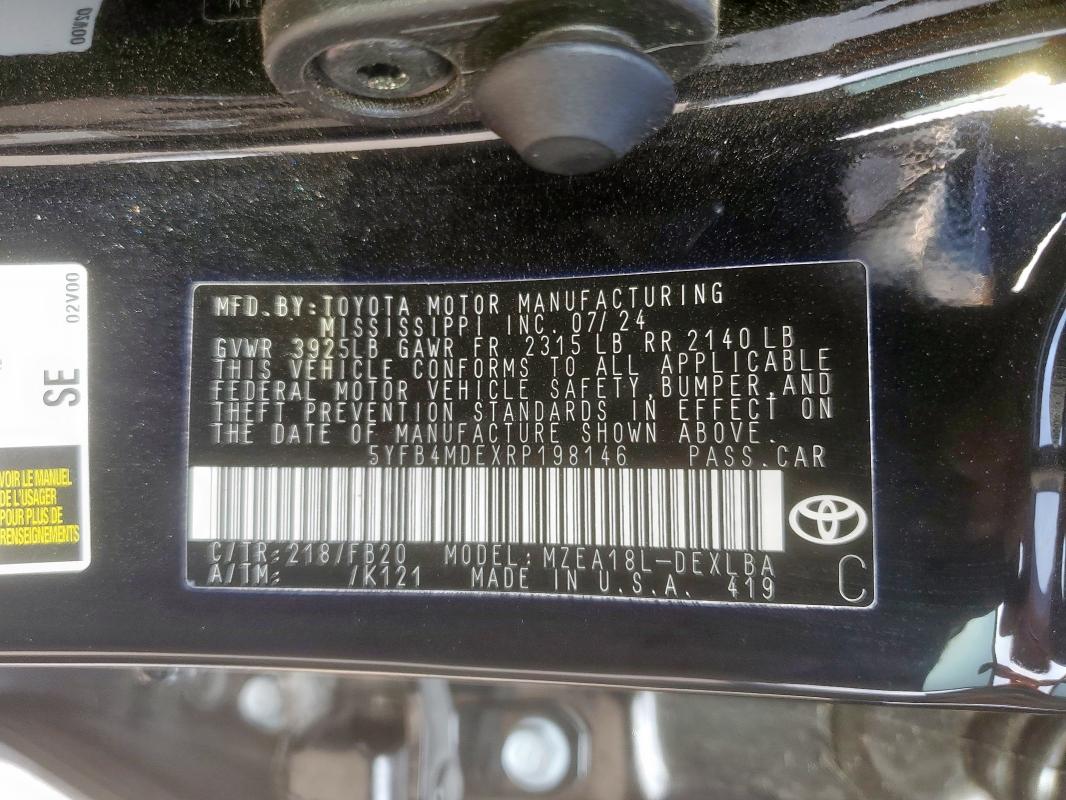 02A00
02V00
SE
VOIR LE MANUEL
DE L'USAGER
POUR PLUS DE
RENSEIGNEMENTS
MFD.BY:TOYOTA MOTOR MANUFACTURING
MISSISSIPPI INC. 07/24
GVWR 3925LB GAWR FR 2315 LB RR 2140 LB
THIS VEHICLE CONFORMS TO ALL APPLICABLE
FEDERAL MOTOR VEHICLE SAFETY,BUMPER,AND
THEFT PREVENTION STANDARDS IN EFFECT ON
THE DATE OF MANUFACTURE SHOWN ABOVE.
5YFB4MDEXRP198146 PASS.CAR
C/TR:218/FB20 MODEL:MZEA18L-DEXLBA
A/TM: /K121 MADE IN U.S.A. 419
C